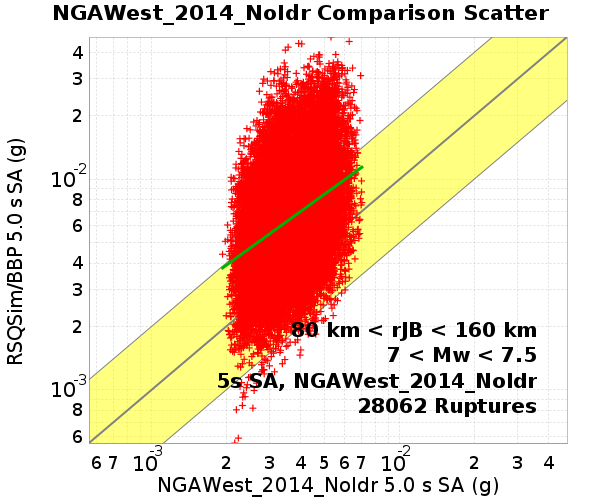 NGAWest_2014_NoIdr Comparison Scatter
RSQSim/BBP 5.0 s SA (g)
4
3
2
10-2
8
6
4
3
2
10-3
8
6
80 km < rJB < 160 km
7 < Mw < 7.5
5s SA, NGAWest_2014_NoIdr
28062 Ruptures
6 7 10-3 2 3 4 5 6 7 10-2 2 3 4
NGAWest_2014_NoIdr 5.0 s SA (g)